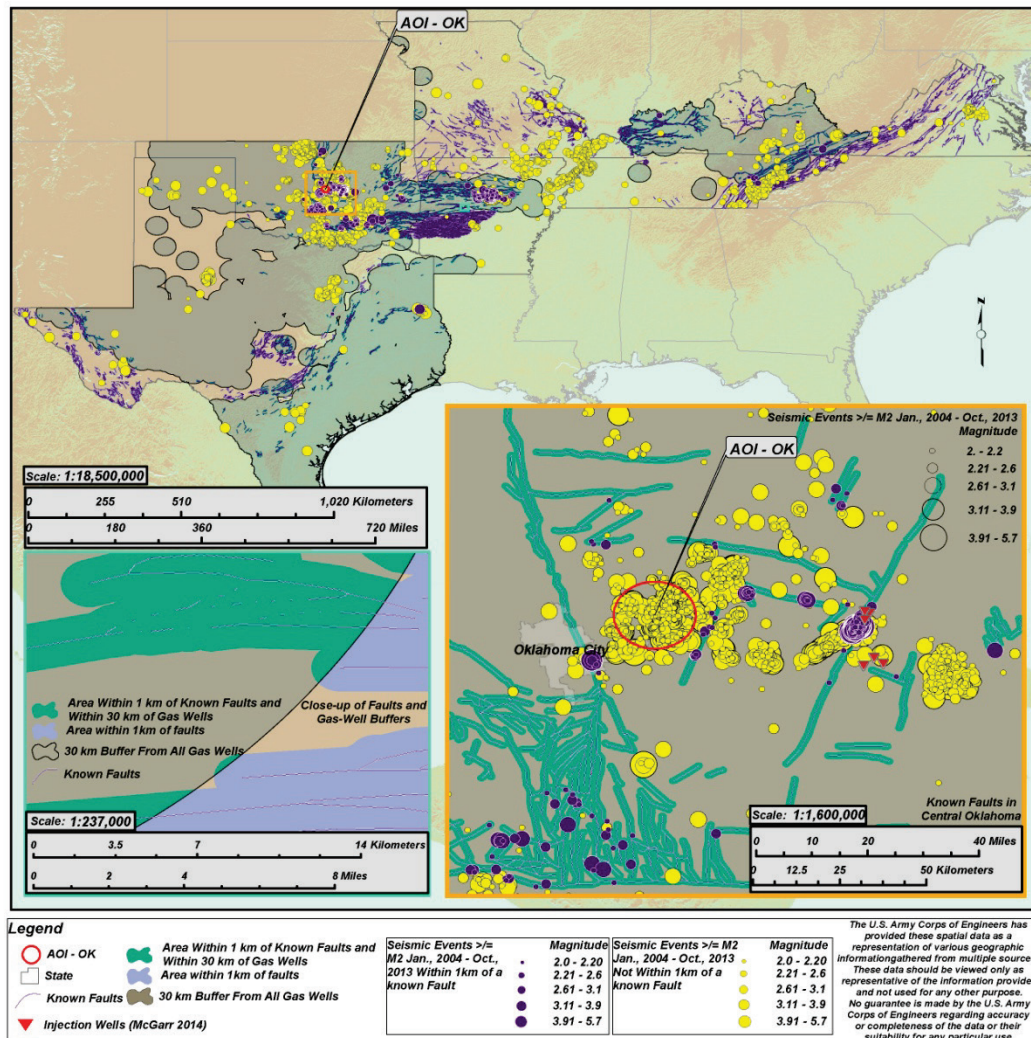 AOI - OK
N
Scale: 1:18,500,000
0 255 510 1,020 Kilometers
0 180 360 720 Miles
Seismic Events >/= M2 Jan., 2004 - Oct., 2013
Magnitude
2. - 2.2
2.21 - 2.6
2.61 - 3.1
3.11 - 3.9
3.91 - 5.7
AOI - OK
Oklahoma City
Known Faults in
Central Oklahoma
Scale: 1:1,600,000
0 10 20 40 Miles
0 12.5 25 50 Kilometers
Area Within 1 km of Known Faults and
Within 30 km of Gas Wells
Area within 1km of faults
30 km Buffer From All Gas Wells
Known Faults
Close-up of Faults and
Gas-Well Buffers
Scale: 1:237,000
0 3.5 7 14 Kilometers
0 2 4 8 Miles
Legend
AOI - OK
State
Known Faults
Injection Wells (McGarr 2014)
Area Within 1 km of Known Faults and
Within 30 km of Gas Wells
Area within 1km of faults
30 km Buffer From All Gas Wells
Seismic Events >/= Magnitude
M2 Jan., 2004 - Oct., 2.0 - 2.20
2013 Within 1km of a 2.21 - 2.6
known Fault 2.61 - 3.1
3.11 - 3.9
3.91 - 5.7
Seismic Events >/= M2 Magnitude
Jan., 2004 - Oct., 2013 2.0 - 2.20
Not Within 1km of a 2.21 - 2.6
known Fault 2.61 - 3.1
3.11 - 3.9
3.91 - 5.7
The U.S. Army Corps of Engineers has
provided these spatial data as a
representation of various geographic
informationgathered from multiple source
These data should be viewed only as
representative of the information provide
and not used for any other purpose.
No guarantee is made by the U.S. Army
Corps of Engineers regarding accuracy
or completeness of the data or their
suitability for any particular use